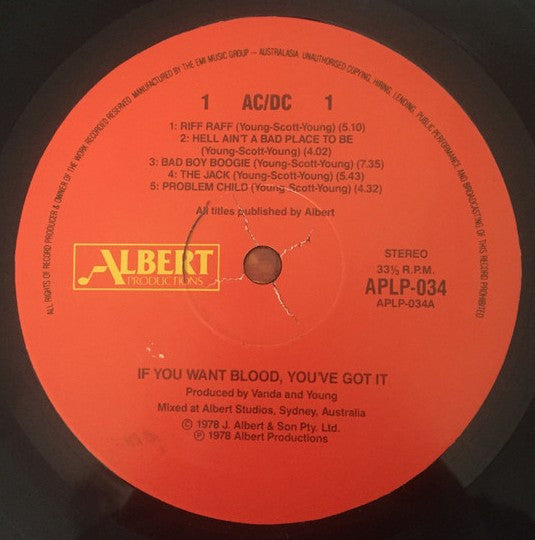 ALL RIGHTS OF RECORD PRODUCER & OWNER OF THE WORK RECORDED RESERVED. MANUFACTURED BY THE EMI MUSIC GROUP – AUSTRALASIA. UNAUTHORISED COPYING, HIRING, LENDING, PUBLIC PERFORMANCE AND BROADCASTING OF THIS RECORD PROHIBITED
1 AC/DC 1
1: RIFF RAFF (Young-Scott-Young) (5.10)
2: HELL AIN'T A BAD PLACE TO BE
(Young-Scott-Young) (4.02)
3: BAD BOY BOOGIE (Young-Scott-Young) (7.35)
4: THE JACK (Young-Scott-Young) (5.43)
5: PROBLEM CHILD (Young-Scott-Young) (4.32)
All titles published by Albert
ALBERT
PRODUCTIONS
STEREO
33⅓ R.P.M.
APLP-034
APLP-034A
IF YOU WANT BLOOD, YOU'VE GOT IT
Produced by Vanda and Young
Mixed at Albert Studios, Sydney, Australia
© 1978 J. Albert & Son Pty. Ltd.
℗ 1978 Albert Productions